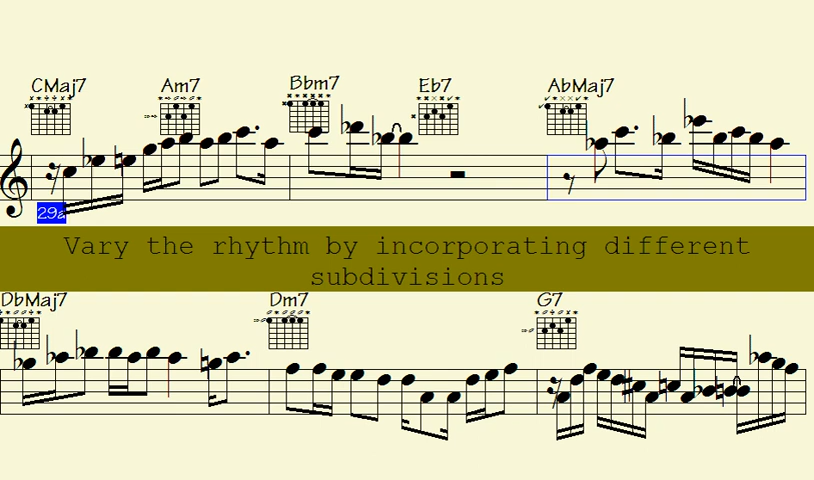 CMaj7 Am7 Bbm7 Eb7 AbMaj7
29a
Vary the rhythm by incorporating different
subdivisions
DbMaj7 Dm7 G7